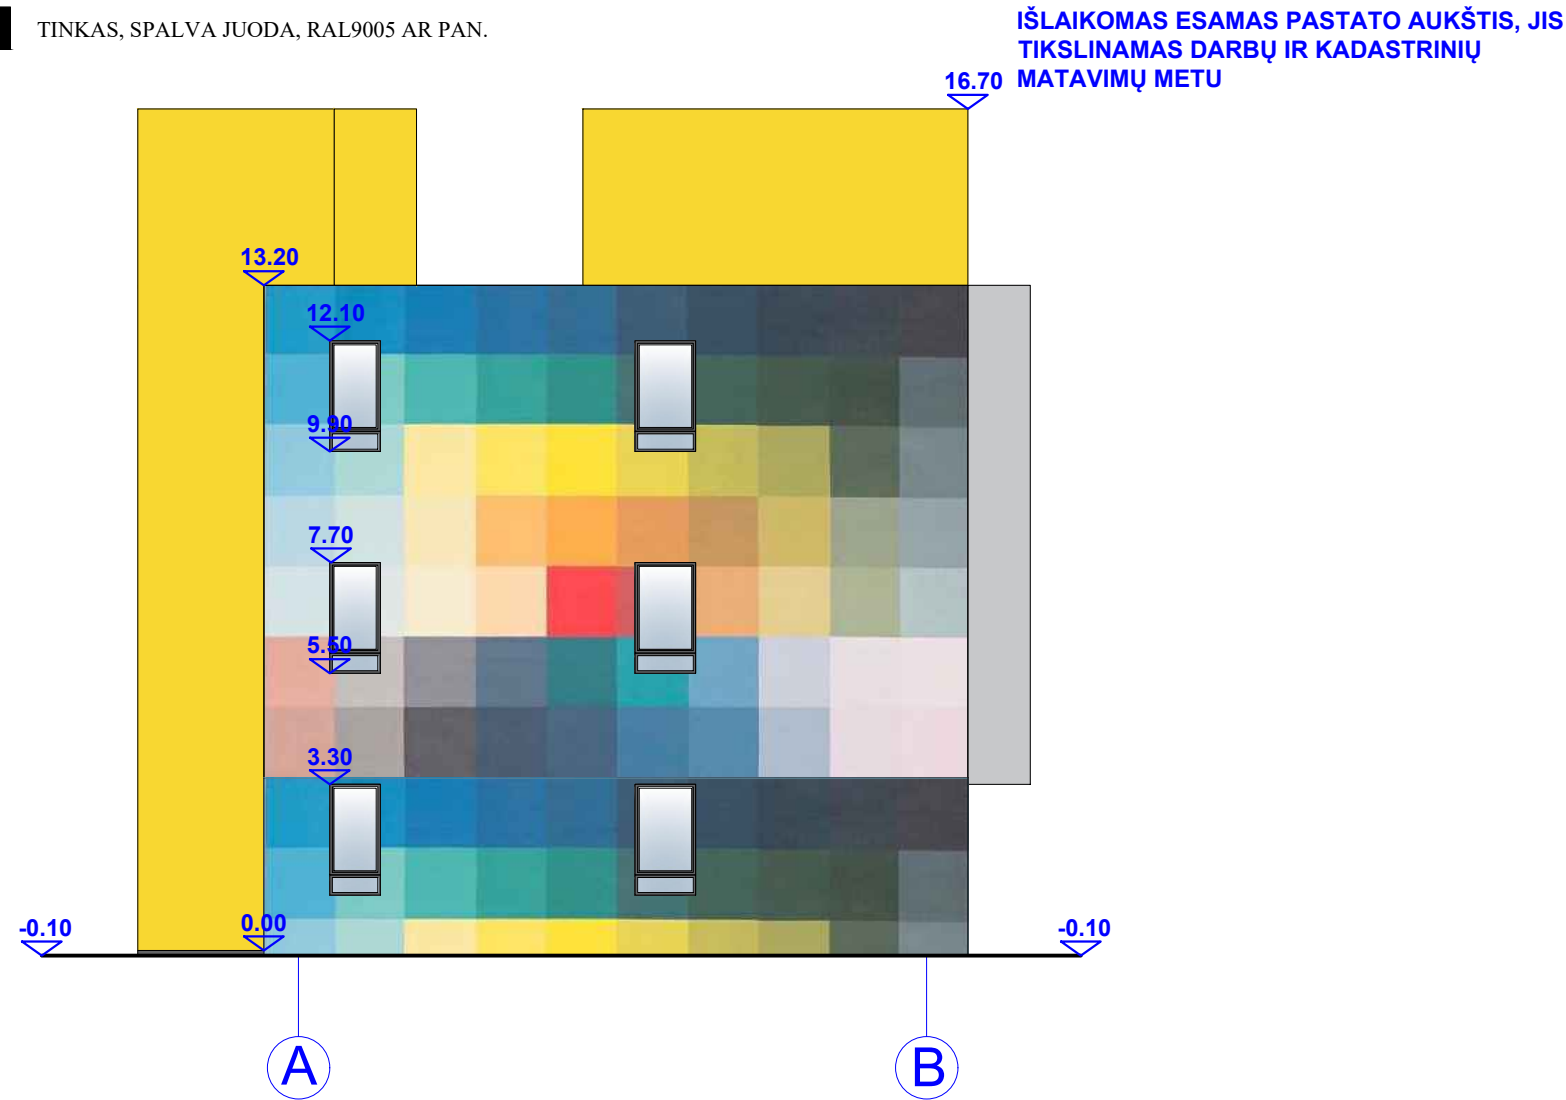 TINKAS, SPALVA JUODA, RAL9005 AR PAN.
IŠLAIKOMAS ESAMAS PASTATO AUKŠTIS, JIS
TIKSLINAMAS DARBŲ IR KADASTRINIŲ
MATAVIMŲ METU
16.70
13.20
12.10
9.90
7.70
5.50
3.30
0.00
-0.10
-0.10
A
B